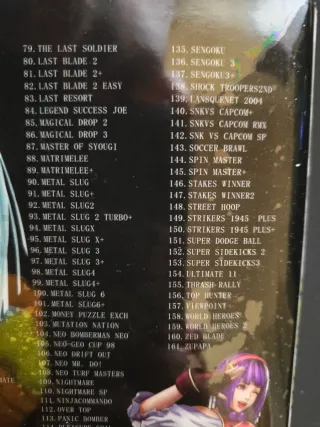 79. THE LAST SOLDIER
80. LAST BLADE 2
81. LAST BLADE 2+
82. LAST BLADE 2 EASY
83. LAST RESORT
84. LEGEND SUCCESS JOE
85. MAGICAL DROP 2
86. MAGICAL DROP 3
87. MASTER OF SYOUGI
88. MATRIMELEE
89. MATRIMELEE+
90. METAL SLUG
91. METAL SLUG+
92. METAL SLUG2
93. METAL SLUG 2 TURBO+
94. METAL SLUGX
95. METAL SLUG X+
96. METAL SLUG 3
97. METAL SLUG 3+
98. METAL SLUG4
99. METAL SLUG4+
100. METAL SLUG 6
101. METAL SLUG6+
102. MONEY PUZZLE EXCH
103. MUTATION NATION
104. NEO BOMBERMAN NEO
105. NEO-GEO CUP 98
106. NEO DRIFT OUT
107. NEO MR. DO!
108. NEO TURF MASTERS
109. NIGHTMARE
110. NIGHTMARE SP
111. NINJACOMMANDO
112. OVER TOP
113. PANIC BOMBER
135. SENGOKU
136. SENGOKU 3
137. SENGOKU3+
138. SHOCK TROOPERS2ND
139. LANSQUENET 2004
140. SNKVS CAPCOM+
141. SNKVS CAPCOM RMX
142. SNK VS CAPCOM SP
143. SOCCER BRAWL
144. SPIN MASTER
145. SPIN MASTER+
146. STAKES WINNER
147. STAKES WINNER2
148. STREET HOOP
149. STRIKERS 1945 PLUS
150. STRIKERS 1945 PLUS+
151. SUPER DODGE BALL
152. SUPER SIDEKICKS 2
153. SUPER SIDEKICKS3
154. ULTIMATE 11
155. THRASH RALLY
156. TOP HUNTER
157. VIEWPOINT
158. WORLD HEROES
159. WORLD HEROES 2
160. ZED BLADE
161. ZUPAPA